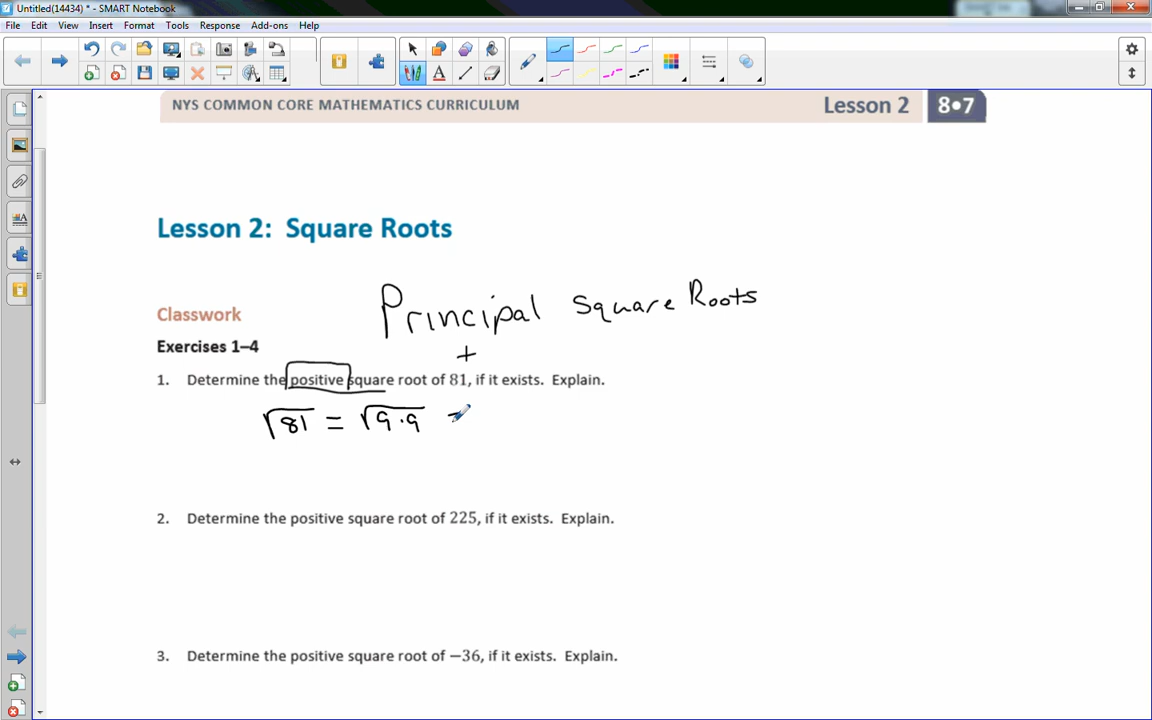 Untitled(14434) * - SMART Notebook
File Edit View Insert Format Tools Response Add-ons Help
NYS COMMON CORE MATHEMATICS CURRICULUM Lesson 2 8•7
Lesson 2: Square Roots
Principal Square Roots
Classwork
+
Exercises 1–4
1. Determine the positive square root of 81, if it exists. Explain.
√81 = √9·9 =
2. Determine the positive square root of 225, if it exists. Explain.
3. Determine the positive square root of −36, if it exists. Explain.